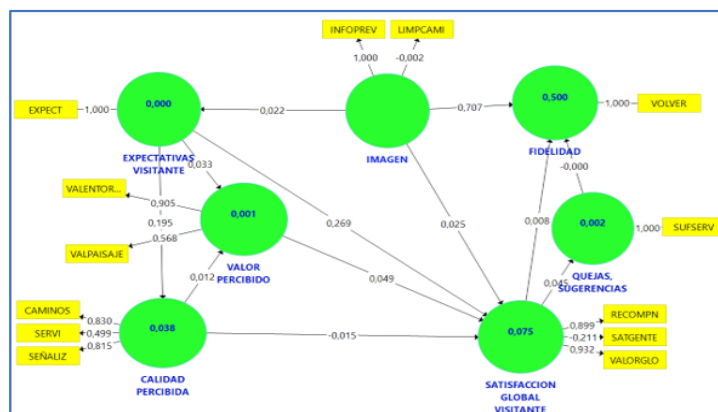 INFOPREV
LIMPCAMI
1,000
-0,002
EXPECT
1,000
0,000
EXPECTATIVAS
VISITANTE
0,022
IMAGEN
0,707
0,500
FIDELIDAD
1,000
VOLVER
0,033
-0,000
VALENTOR...
0,905
0,195
0,568
VALPAISAJE
0,001
VALOR
PERCIBIDO
0,269
0,025
0,008
0,002
QUEJAS,
SUGERENCIAS
1,000
SUFSERV
0,012
0,049
0,045
CAMINOS
0,830
SERVI
0,499
SEÑALIZ
0,815
0,038
CALIDAD
PERCIBIDA
-0,015
0,075
SATISFACCION
GLOBAL
VISITANTE
RECOMPN
0,899
SATGENTE
-0,211
VALORGLO
0,932